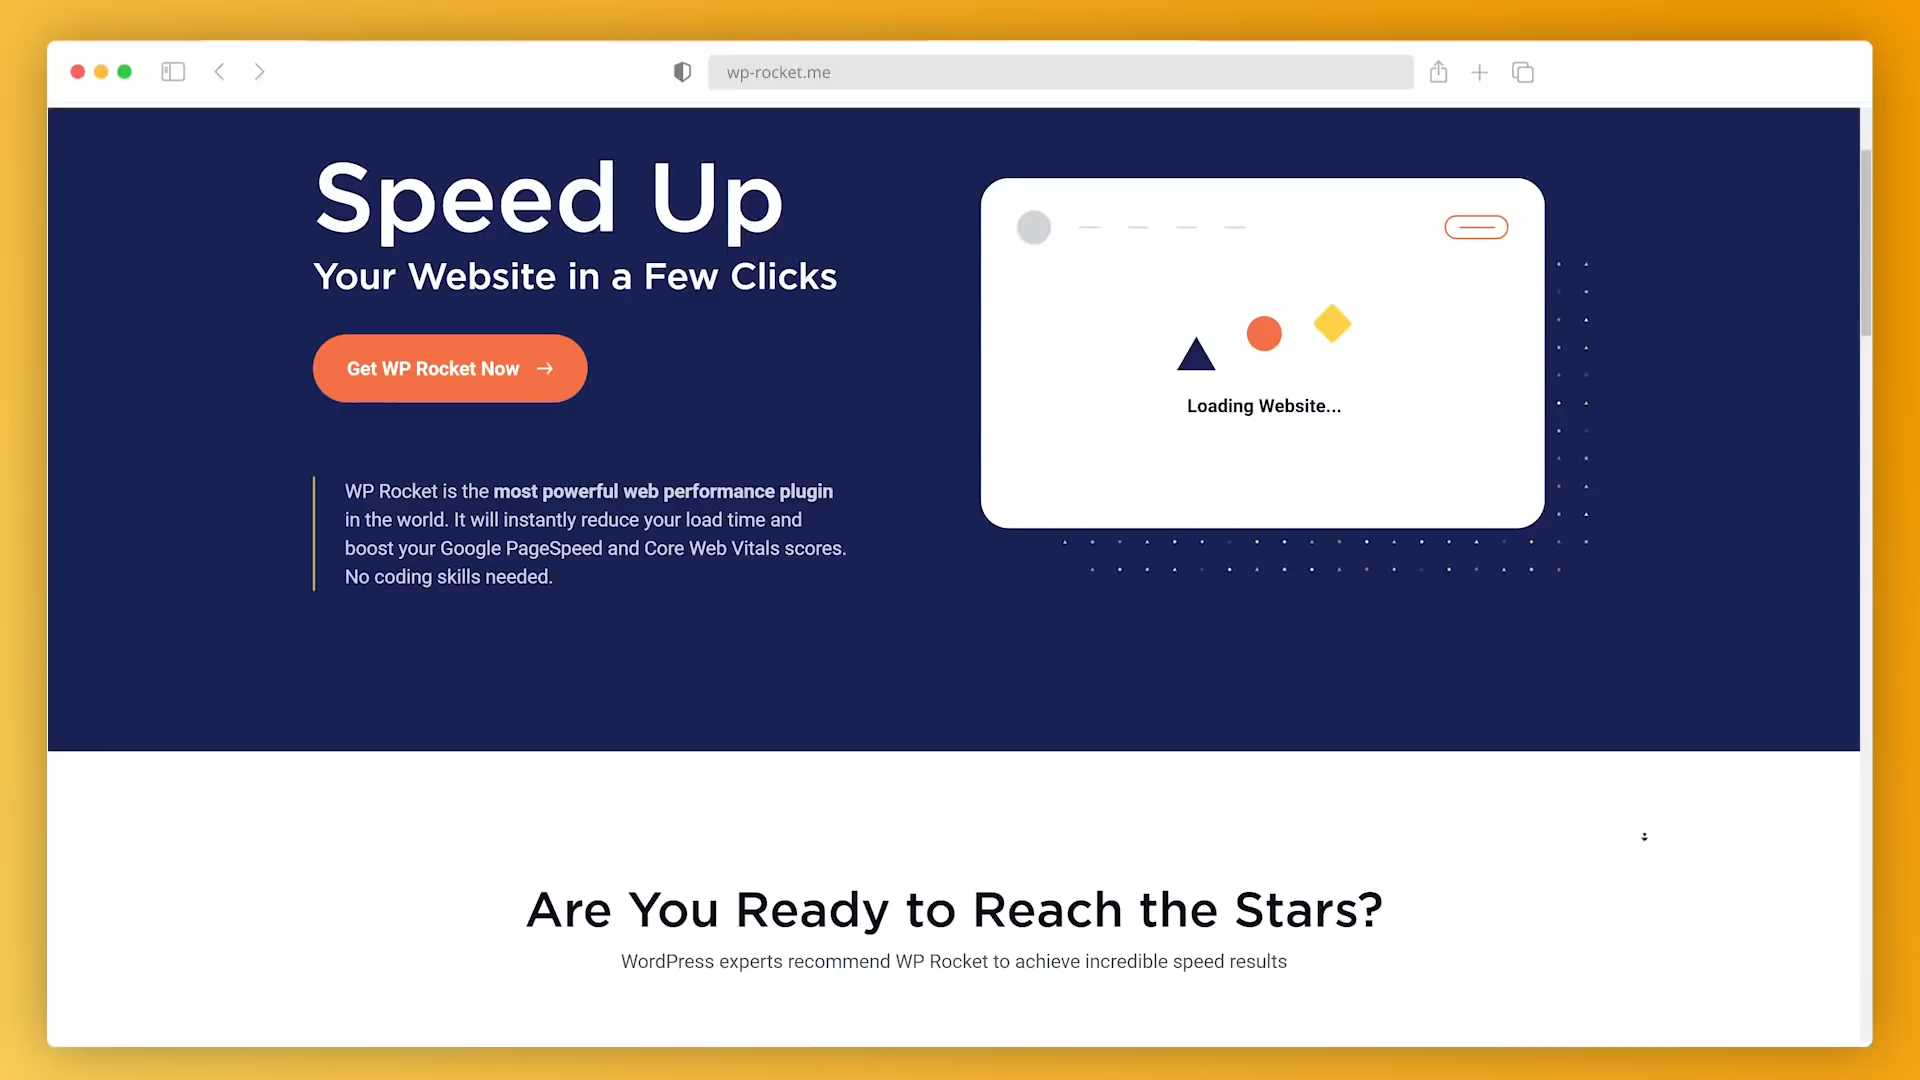 wp-rocket.me
Speed Up
Your Website in a Few Clicks
Get WP Rocket Now
WP Rocket is the most powerful web performance plugin
in the world. It will instantly reduce your load time and
boost your Google PageSpeed and Core Web Vitals scores.
No coding skills needed.
Loading Website...
Are You Ready to Reach the Stars?
WordPress experts recommend WP Rocket to achieve incredible speed results